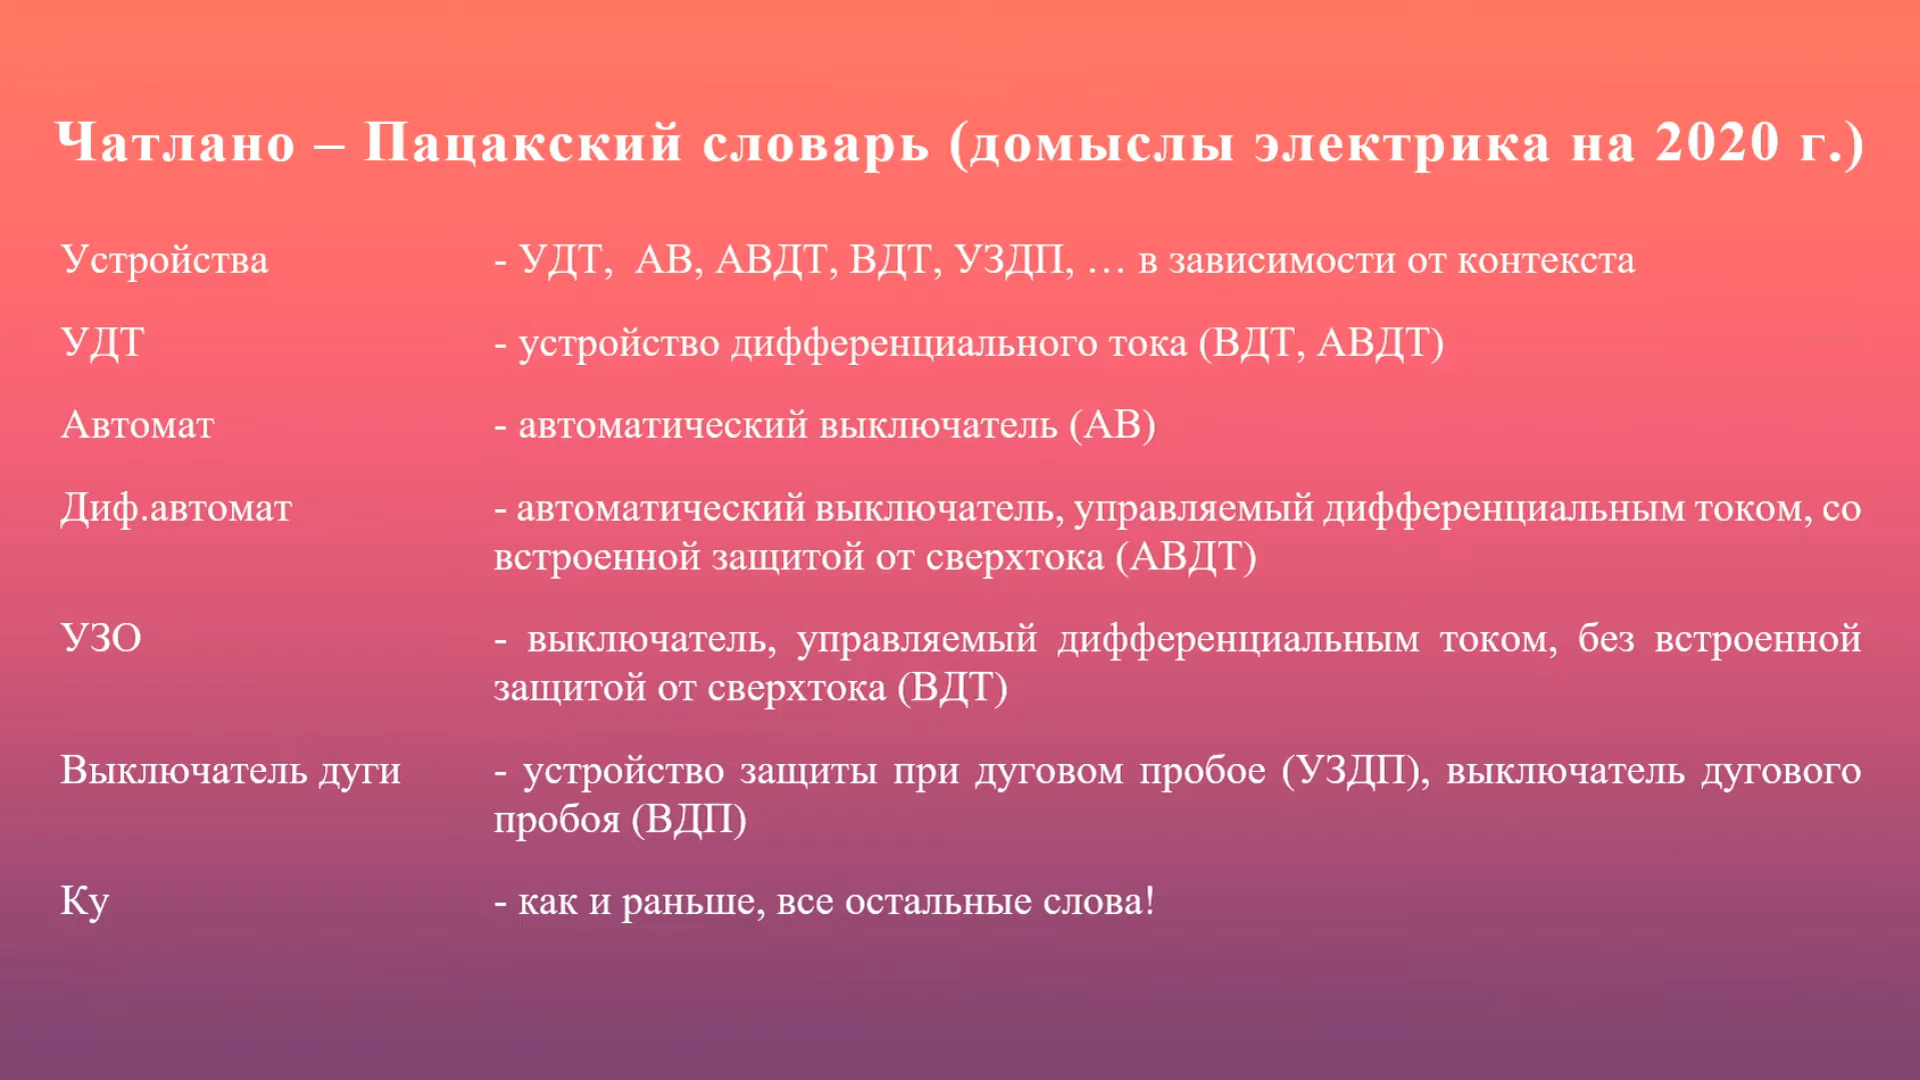 Чатлано – Пацакский словарь (домыслы электрика на 2020 г.)
Устройства - УДТ, АВ, АВДТ, ВДТ, УЗДП, … в зависимости от контекста
УДТ - устройство дифференциального тока (ВДТ, АВДТ)
Автомат - автоматический выключатель (АВ)
Диф.автомат - автоматический выключатель, управляемый дифференциальным током, со
встроенной защитой от сверхтока (АВДТ)
УЗО - выключатель, управляемый дифференциальным током, без встроенной
защитой от сверхтока (ВДТ)
Выключатель дуги - устройство защиты при дуговом пробое (УЗДП), выключатель дугового
пробоя (ВДП)
Ку - как и раньше, все остальные слова!